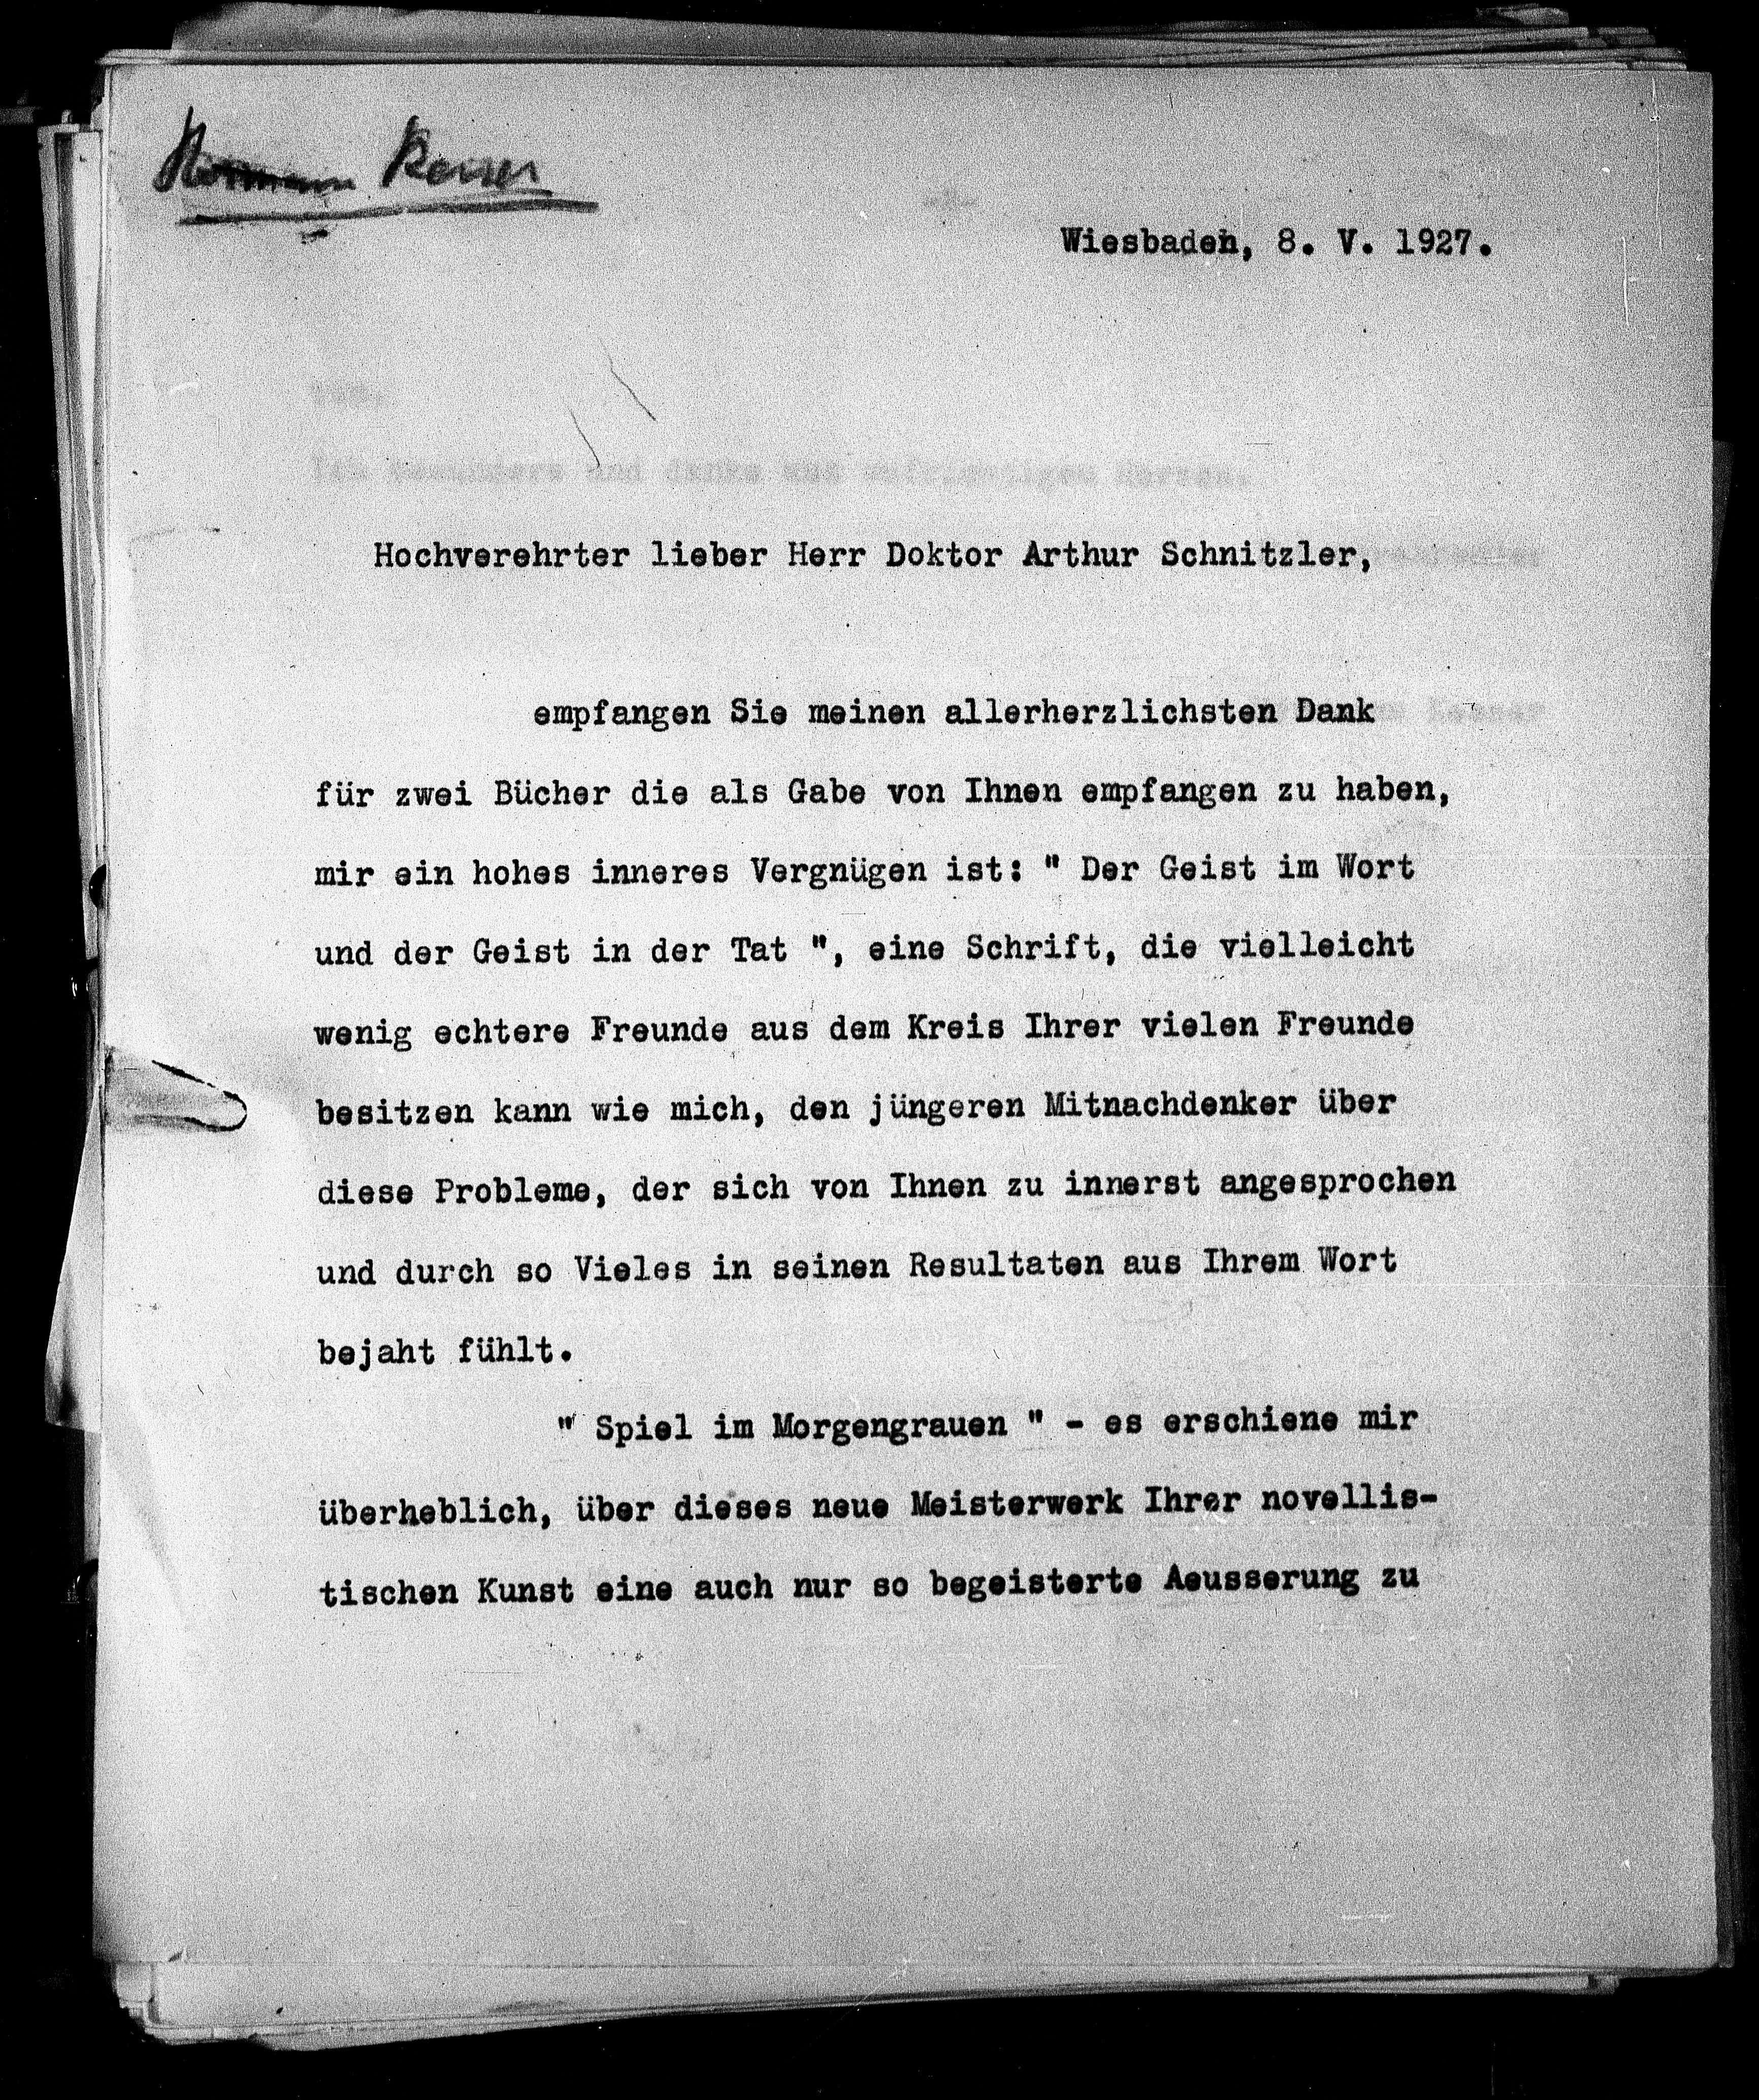 Hermann
Wiesbaden, 8. V. 1927.
Hochverehrter lieber Herr Doktor Arthur Schnitzler,
empfangen Sie meinen allerherzlichsten Dank
für zwei Bücher die als Gabe von Ihnen empfangen zu haben,
mir ein hohes inneres Vergnügen ist: " Der Geist im Wort
und der Geist in der Tat ", eine Schrift, die vielleicht
wenig echtere Freunde aus dem Kreis Ihrer vielen Freunde
besitzen kann wie mich, den jüngeren Mitnachdenker über
diese Probleme, der sich von Ihnen zu innerst angesprochen
und durch so Vieles in seinen Resultaten aus Ihrem Wort
bejaht fühlt.
" Spiel im Morgengrauen " - es erschiene mir
überheblich, über dieses neue Meisterwerk Ihrer novellis-
tischen Kunst eine auch nur so begeisterte Aeusserung zu